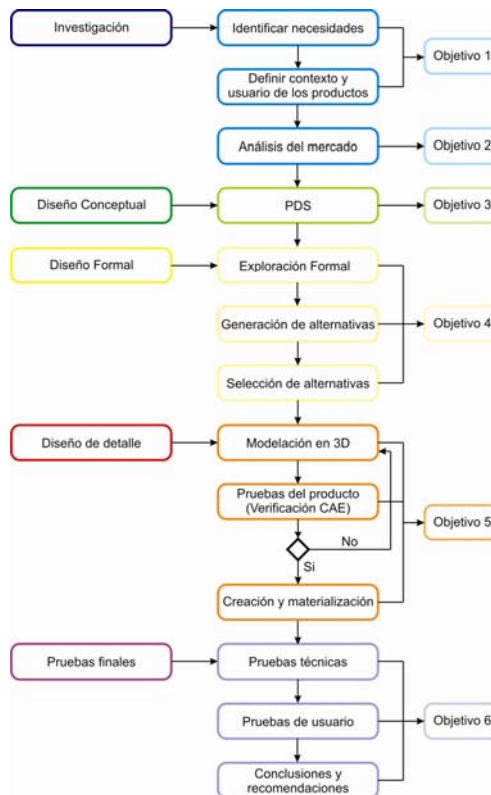 Investigación
Identificar necesidades
Objetivo 1
Definir contexto y
usuario de los productos
Análisis del mercado
Objetivo 2
Diseño Conceptual
PDS
Objetivo 3
Diseño Formal
Exploración Formal
Generación de alternativas
Objetivo 4
Selección de alternativas
Diseño de detalle
Modelación en 3D
Pruebas del producto
(Verificación CAE)
Objetivo 5
No
Si
Creación y materialización
Pruebas finales
Pruebas técnicas
Pruebas de usuario
Objetivo 6
Conclusiones y
recomendaciones